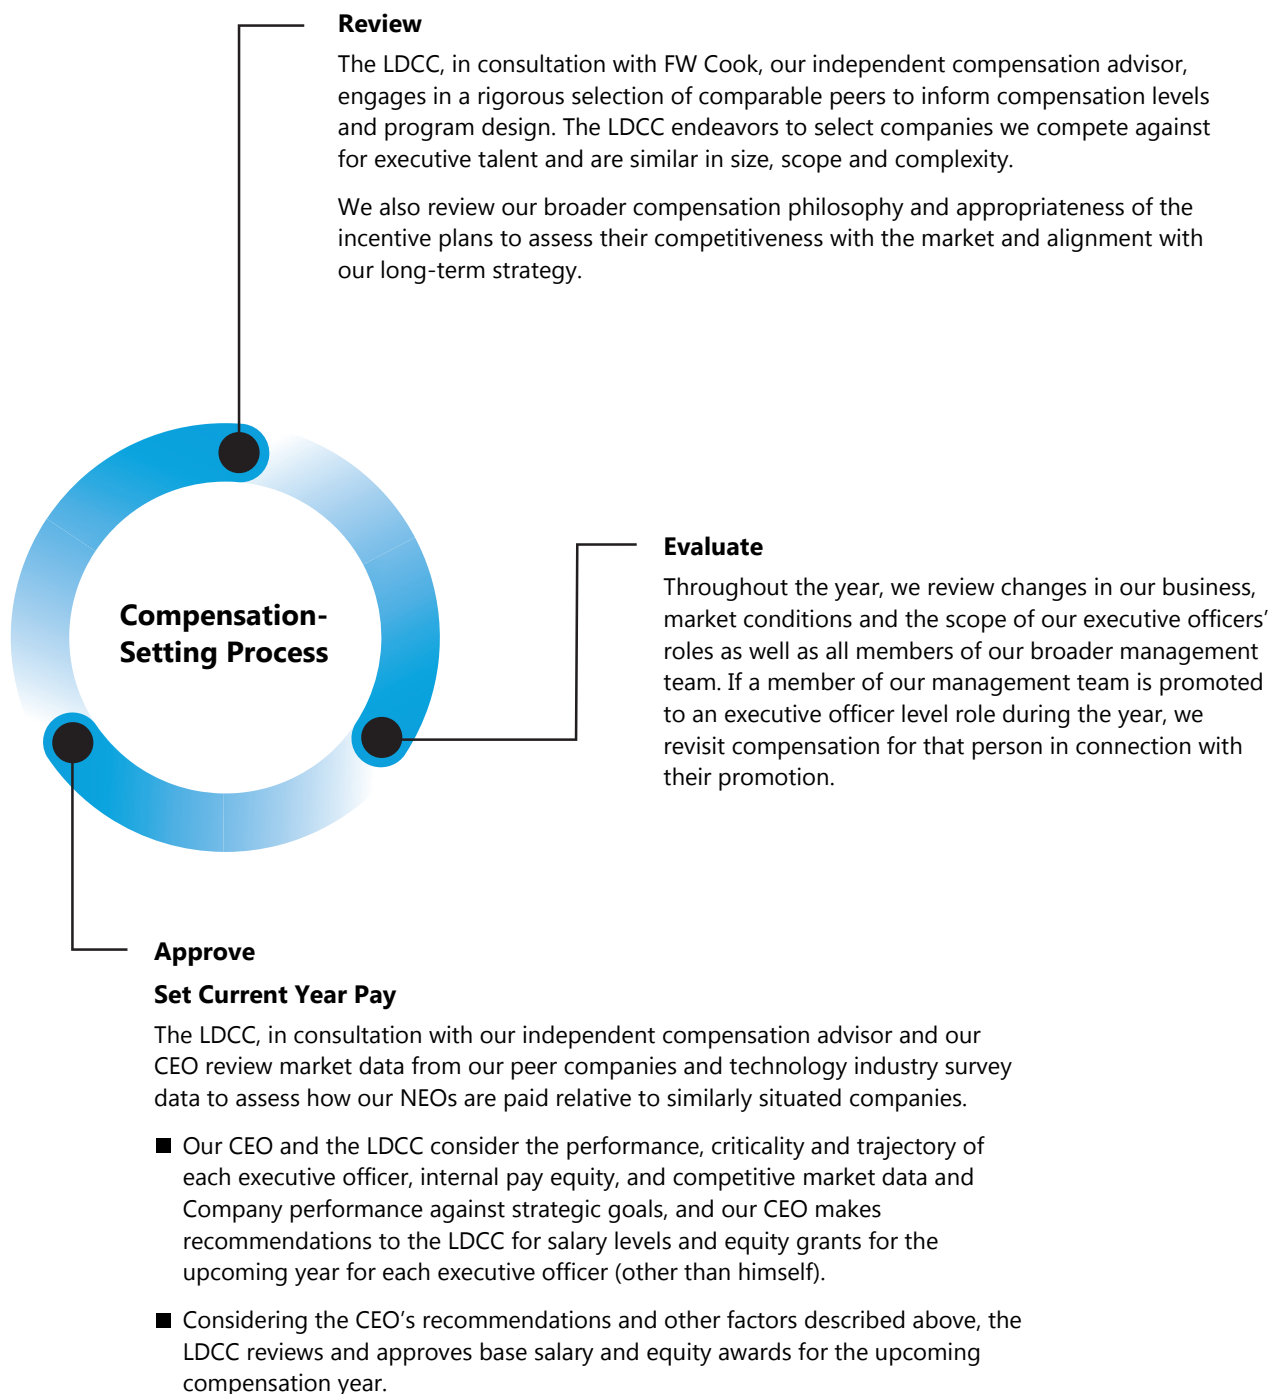 Review
The LDCC, in consultation with FW Cook, our independent compensation advisor,
engages in a rigorous selection of comparable peers to inform compensation levels
and program design. The LDCC endeavors to select companies we compete against
for executive talent and are similar in size, scope and complexity.
We also review our broader compensation philosophy and appropriateness of the
incentive plans to assess their competitiveness with the market and alignment with
our long-term strategy.
Compensation-
Setting Process
Evaluate
Throughout the year, we review changes in our business,
market conditions and the scope of our executive officers’
roles as well as all members of our broader management
team. If a member of our management team is promoted
to an executive officer level role during the year, we
revisit compensation for that person in connection with
their promotion.
Approve
Set Current Year Pay
The LDCC, in consultation with our independent compensation advisor and our
CEO review market data from our peer companies and technology industry survey
data to assess how our NEOs are paid relative to similarly situated companies.
■ Our CEO and the LDCC consider the performance, criticality and trajectory of
each executive officer, internal pay equity, and competitive market data and
Company performance against strategic goals, and our CEO makes
recommendations to the LDCC for salary levels and equity grants for the
upcoming year for each executive officer (other than himself).
■ Considering the CEO’s recommendations and other factors described above, the
LDCC reviews and approves base salary and equity awards for the upcoming
compensation year.